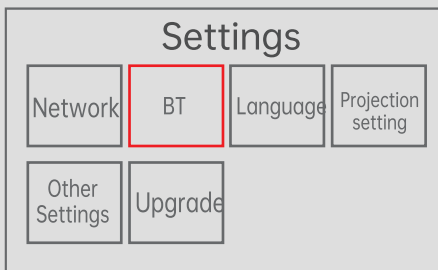 Settings
Network
BT
Language
Projection
setting
Other
Settings
Upgrade